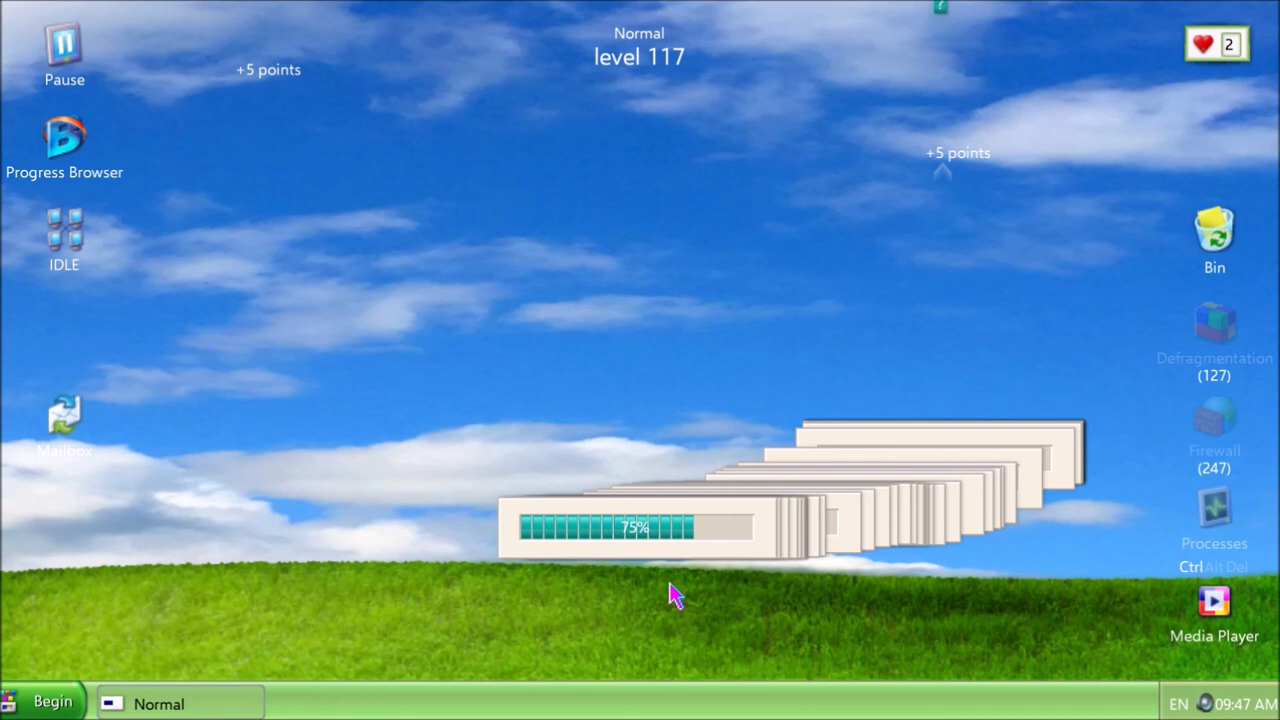 Normal
level 117
2
Pause
+5 points
Progress Browser
+5 points
IDLE
Bin
Defragmentation
(127)
Mailbox
Firewall
(247)
75%
Processes
Ctrl Alt Del
Media Player
Begin
Normal
EN
09:47 AM